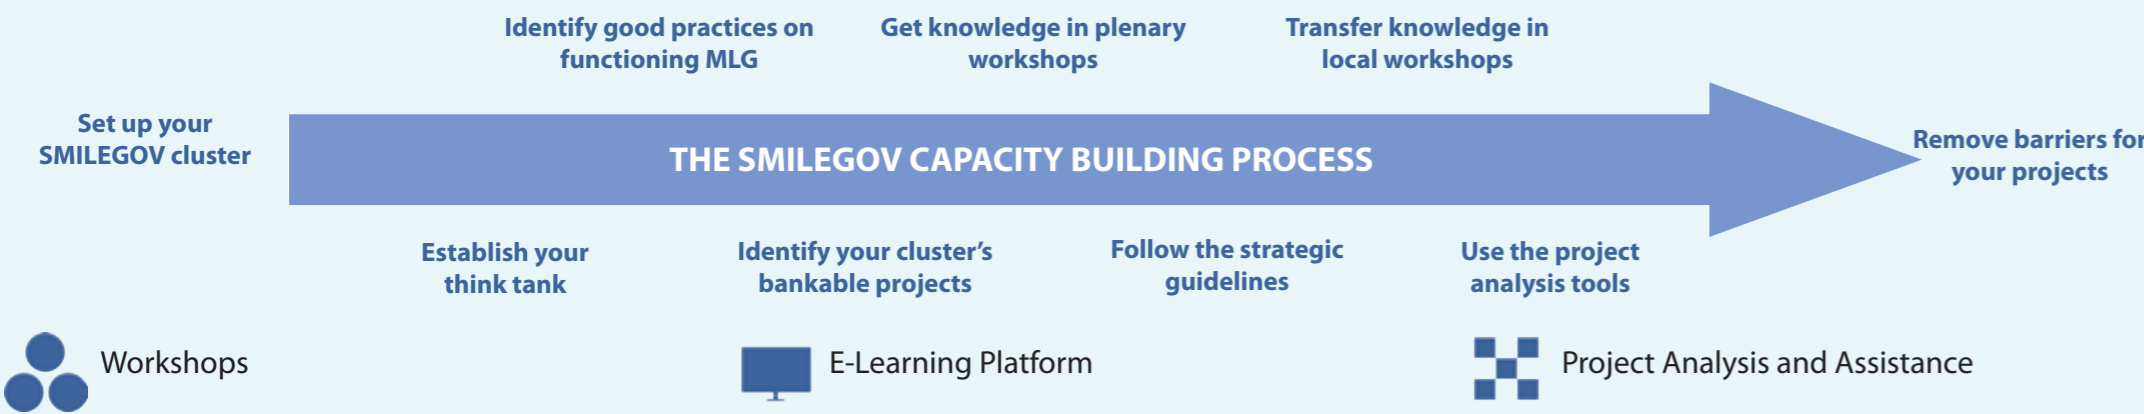 Identify good practices on
functioning MLG
Get knowledge in plenary
workshops
Transfer knowledge in
local workshops
Set up your
SMILEGOV cluster
THE SMILEGOV CAPACITY BUILDING PROCESS
Remove barriers for
your projects
Establish your
think tank
Identify your cluster's
bankable projects
Follow the strategic
guidelines
Use the project
analysis tools
Workshops
E-Learning Platform
Project Analysis and Assistance